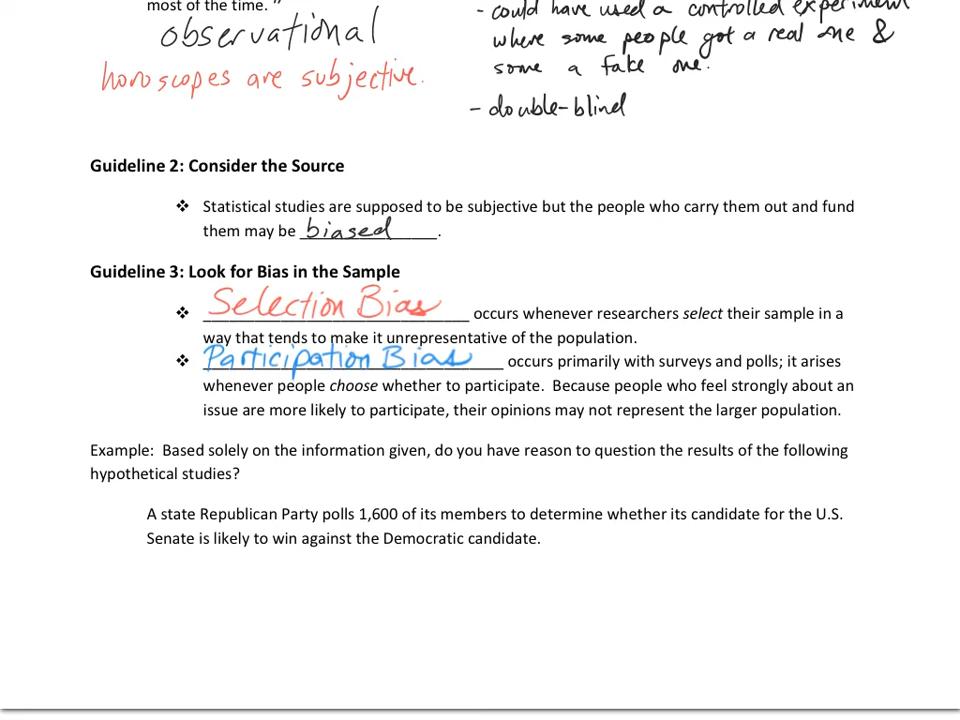 most of the time. "
observational
horoscopes are subjective.
- could have used a controlled experiment
where some people got a real one &
some a fake one.
- double-blind
Guideline 2: Consider the Source
❖ Statistical studies are supposed to be subjective but the people who carry them out and fund
them may be biased.
Guideline 3: Look for Bias in the Sample
❖ Selection Bias occurs whenever researchers select their sample in a
way that tends to make it unrepresentative of the population.
❖ Participation Bias occurs primarily with surveys and polls; it arises
whenever people choose whether to participate. Because people who feel strongly about an
issue are more likely to participate, their opinions may not represent the larger population.
Example: Based solely on the information given, do you have reason to question the results of the following
hypothetical studies?
A state Republican Party polls 1,600 of its members to determine whether its candidate for the U.S.
Senate is likely to win against the Democratic candidate.